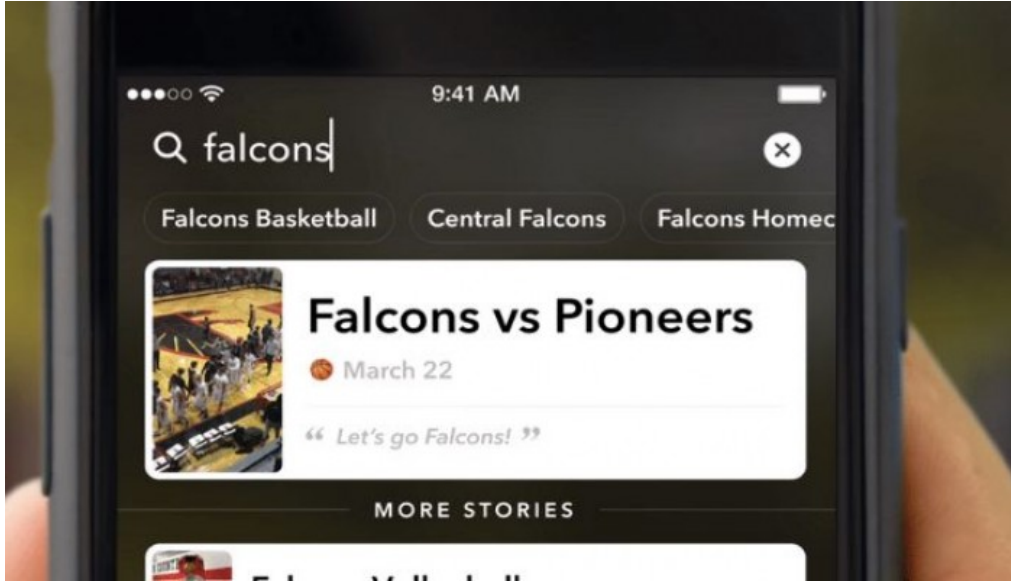 9:41 AM
falcons
Falcons Basketball Central Falcons Falcons Homec
Falcons vs Pioneers
March 22
“ Let's go Falcons! ”
MORE STORIES